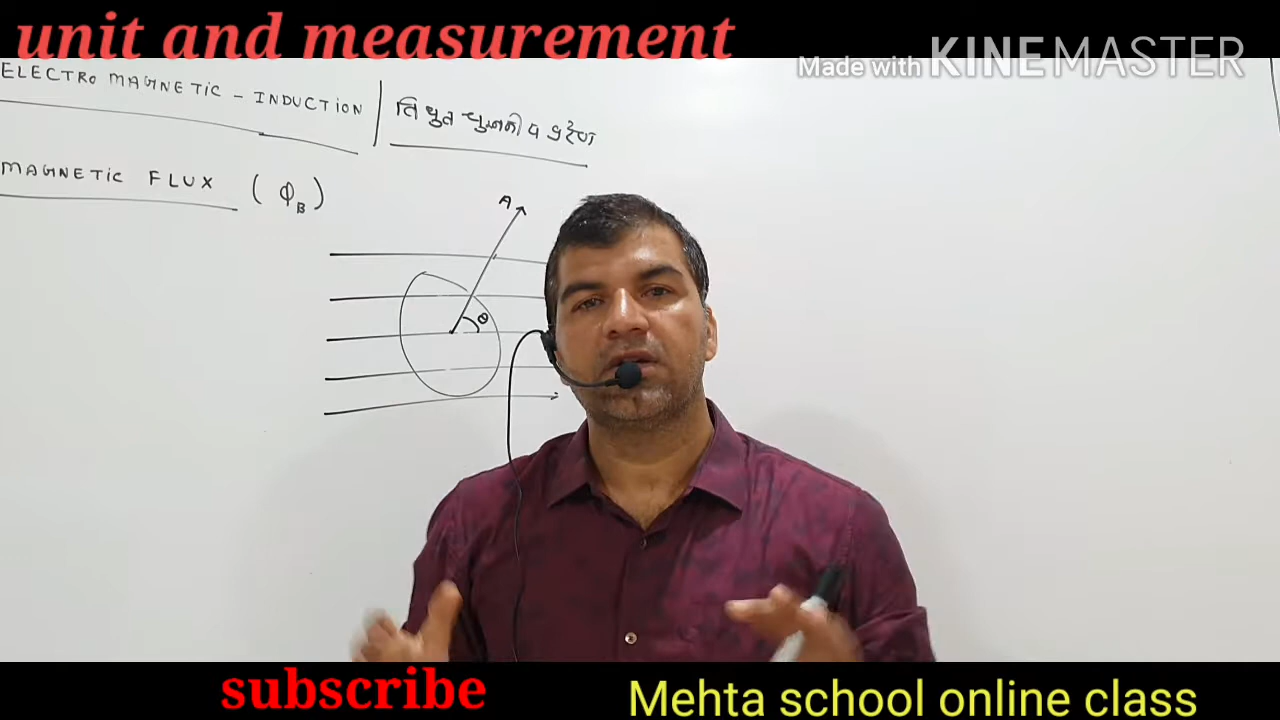 unit and measurement
Made with KINEMASTER
ELECTRO MAGNETIC - INDUCTION
MAGNETIC FLUX (ΦB)
A
θ
subscribe
Mehta school online class